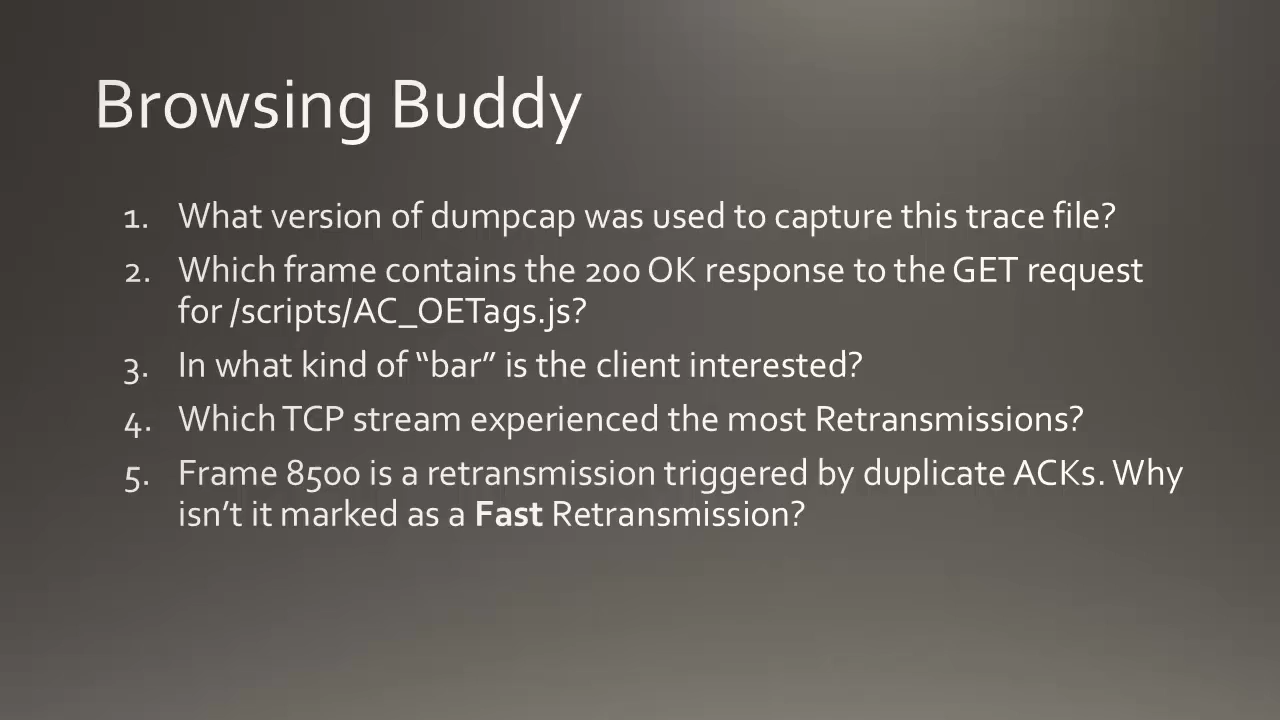 Browsing Buddy
1. What version of dumpcap was used to capture this trace file?
2. Which frame contains the 200 OK response to the GET request
for /scripts/AC_OETags.js?
3. In what kind of “bar” is the client interested?
4. Which TCP stream experienced the most Retransmissions?
5. Frame 8500 is a retransmission triggered by duplicate ACKs. Why
isn’t it marked as a Fast Retransmission?